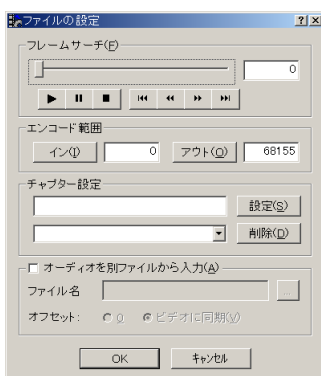 ファイルの設定
フレームサーチ(F)
0
エンコード範囲
イン(I) 0 アウト(O) 68155
チャプター設定
設定(S)
削除(D)
オーディオを別ファイルから入力(A)
ファイル名 ...
オフセット: 0 ビデオに同期(V)
OK キャンセル